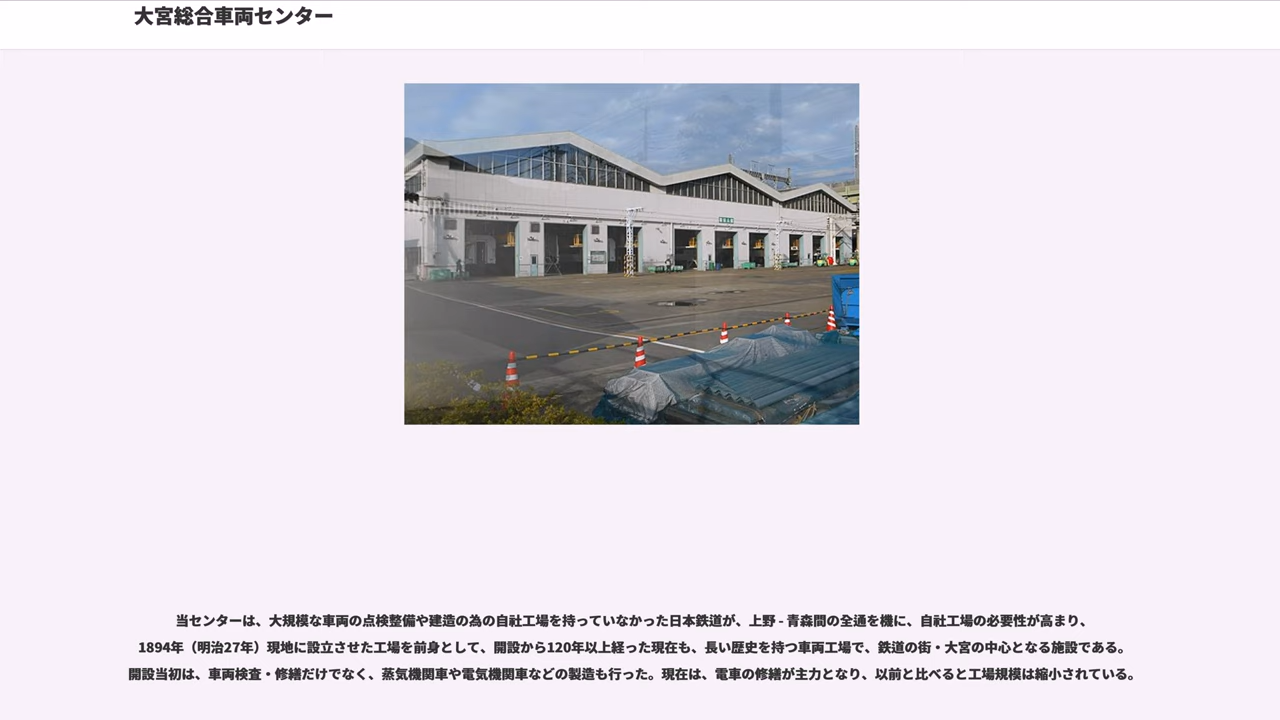 大宮総合車両センター
当センターは、大規模な車両の点検整備や建造の為の自社工場を持っていなかった日本鉄道が、上野 - 青森間の全通を機に、自社工場の必要性が高まり、
1894年（明治27年）現地に設立させた工場を前身として、開設から120年以上経った現在も、長い歴史を持つ車両工場で、鉄道の街・大宮の中心となる施設である。
開設当初は、車両検査・修繕だけでなく、蒸気機関車や電気機関車などの製造も行った。現在は、電車の修繕が主力となり、以前と比べると工場規模は縮小されている。